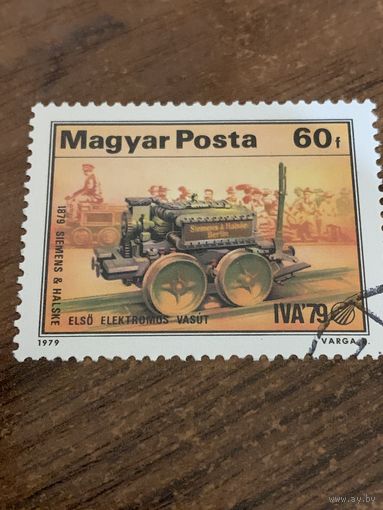 Magyar Posta 60f
1879 SIEMENS & HALSKE
Siemens & Halske
Berlin
ELSŐ ELEKTROMOS VASÚT
IVA'79
1979
VARGA
www.ay.by